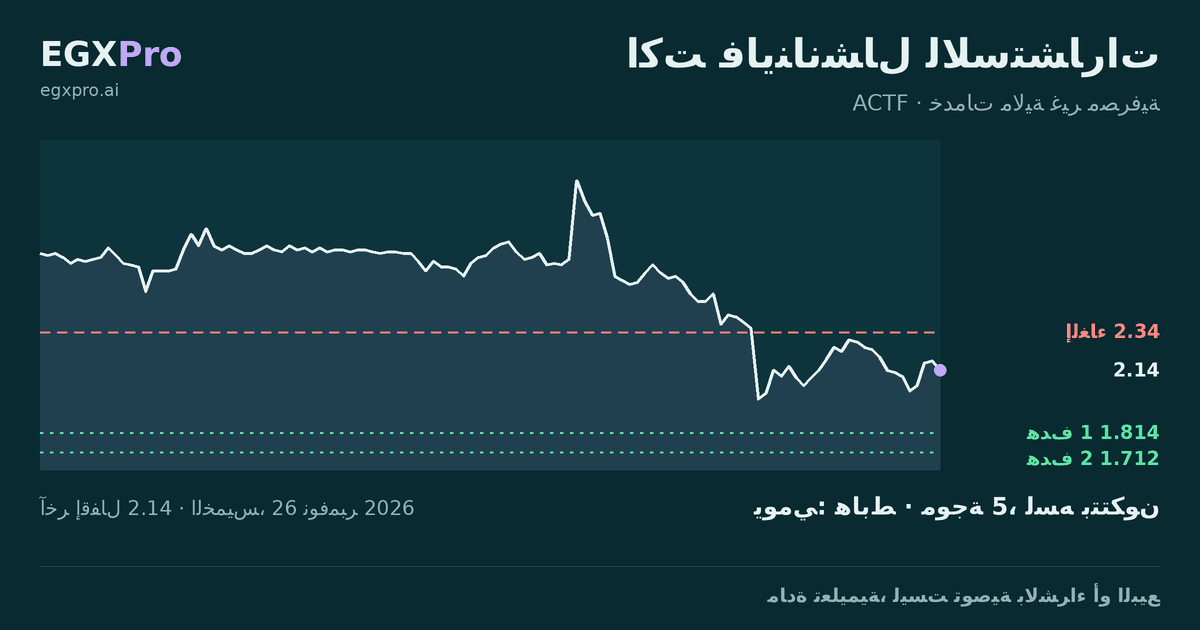 EGXPro
egxpro.ai
اكت فاينانشال للاستشارات
ACTF · خدمات مالية غير مصرفية
إلغاء 2.34
2.14
هدف 1 1.814
هدف 2 1.712
يومي: هابط · موجة 5، لسه بتتكون
آخر إقفال 2.14 · الخميس، 26 نوفمبر 2026
مادة تعليمية، ليست توصية بالشراء أو البيع